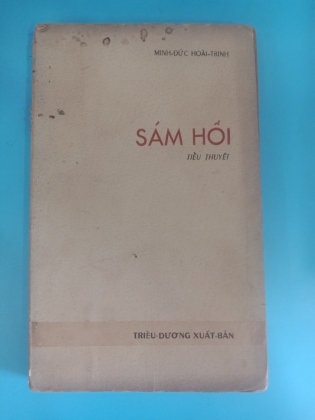 MINH-ĐỨC HOÀI-TRINH
SÁM HỐI
TIỂU THUYẾT
TRIÊU-DƯƠNG XUẤT-BẢN